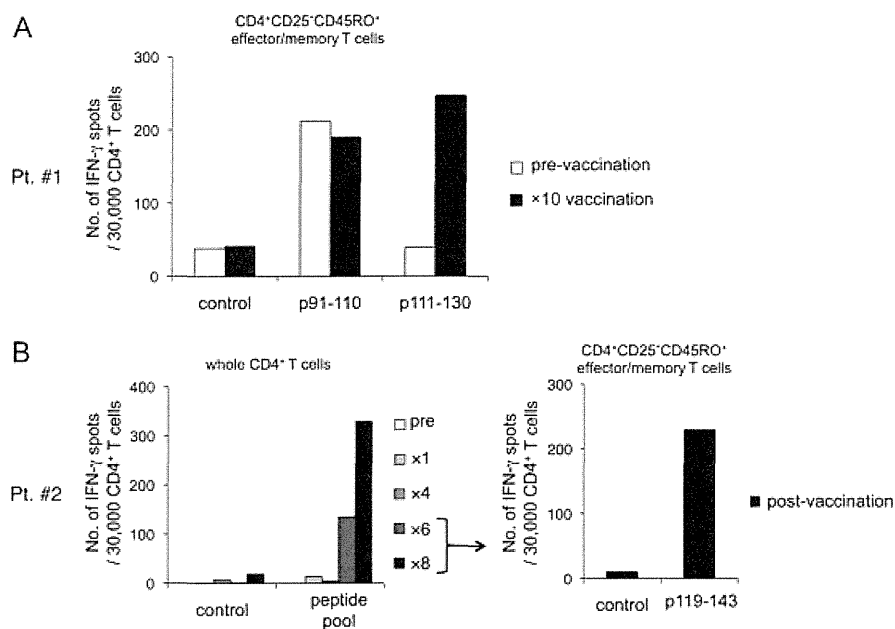 A
CD4⁺CD25⁻CD45RO⁺
effector/memory T cells
No. of IFN-γ spots
/ 30,000 CD4⁺ T cells
300
200
100
0
control
p91-110
p111-130
Pt. #1
pre-vaccination
×10 vaccination
B
whole CD4⁺ T cells
No. of IFN-γ spots
/ 30,000 CD4⁺ T cells
400
300
200
100
0
control
peptide
pool
Pt. #2
pre
×1
×4
×6
×8
CD4⁺CD25⁻CD45RO⁺
effector/memory T cells
No. of IFN-γ spots
/ 30,000 CD4⁺ T cells
300
200
100
0
control
p119-143
post-vaccination